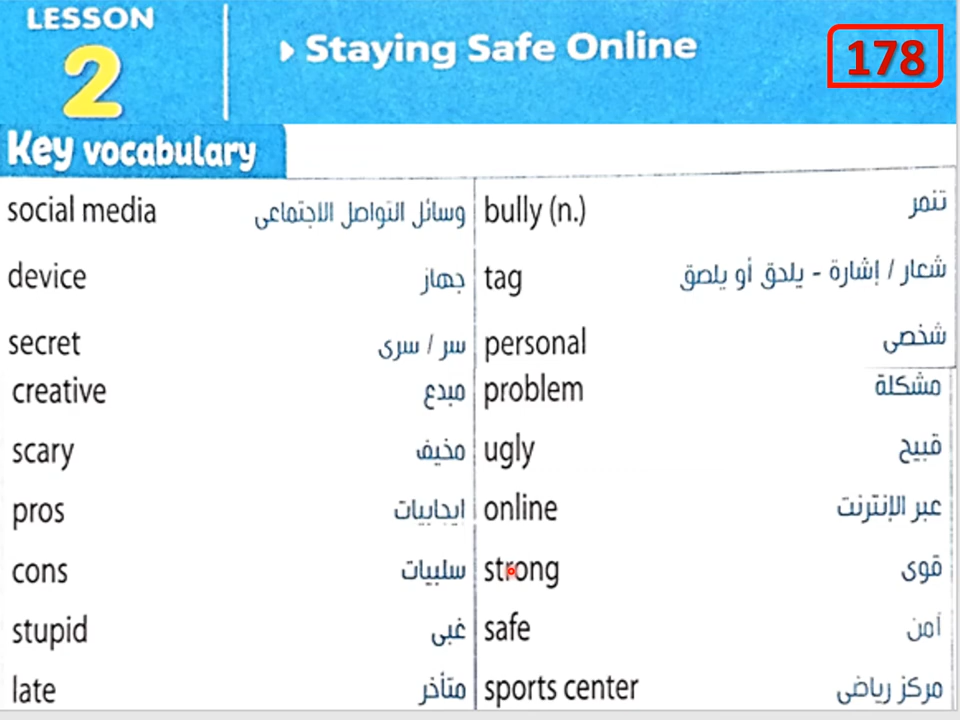 LESSON
2
Staying Safe Online
178
Key vocabulary
social media وسائل التواصل الاجتماعى bully (n.) تنمر
device جهاز tag شعار / إشارة - يلحق أو يلصق
secret سر / سرى personal شخصى
creative مبدع problem مشكلة
scary مخيف ugly قبيح
pros ايجابيات online عبر الإنترنت
cons سلبيات strong قوى
stupid غبى safe آمن
late متأخر sports center مركز رياضى